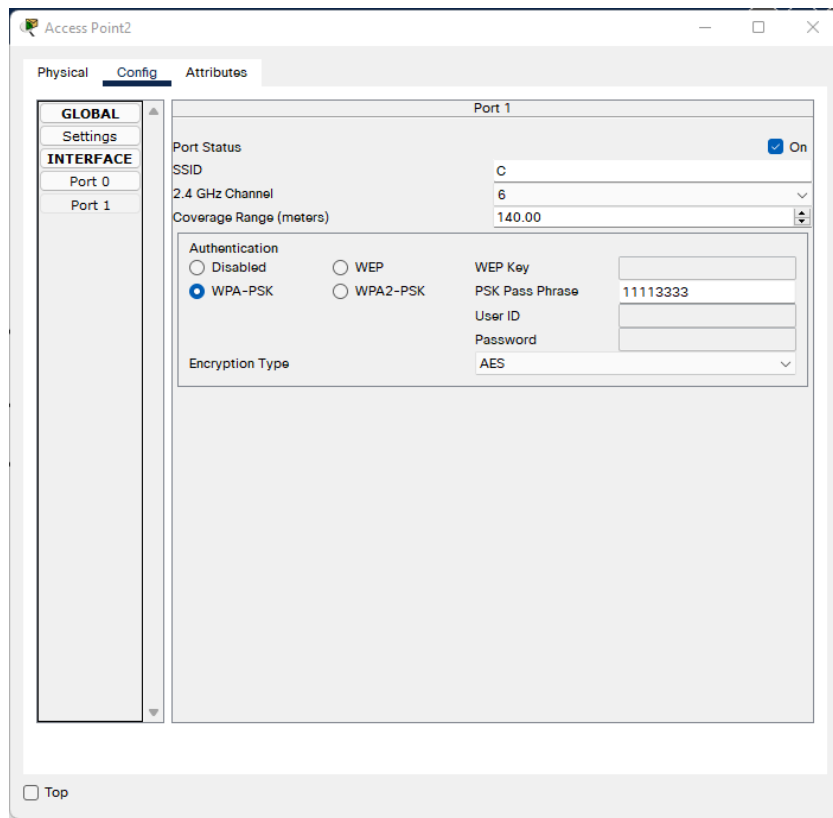 Access Point2
Physical Config Attributes
GLOBAL
Settings
INTERFACE
Port 0
Port 1
Port 1
Port Status On
SSID C
2.4 GHz Channel 6
Coverage Range (meters) 140.00
Authentication
Disabled WEP WEP Key
WPA-PSK WPA2-PSK PSK Pass Phrase 11113333
User ID
Password
Encryption Type AES
Top